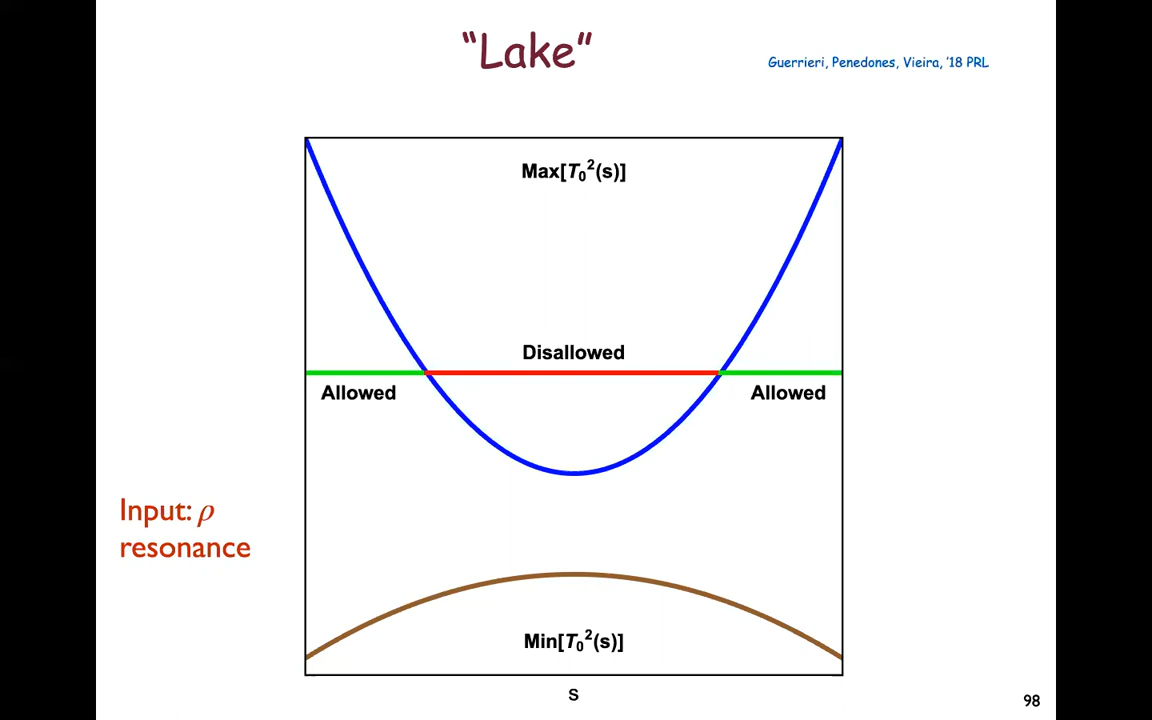 “Lake”
Guerrieri, Penedones, Vieira, ’18 PRL
Max[T₀²(s)]
Disallowed
Allowed
Allowed
Input: ρ
resonance
Min[T₀²(s)]
s
98